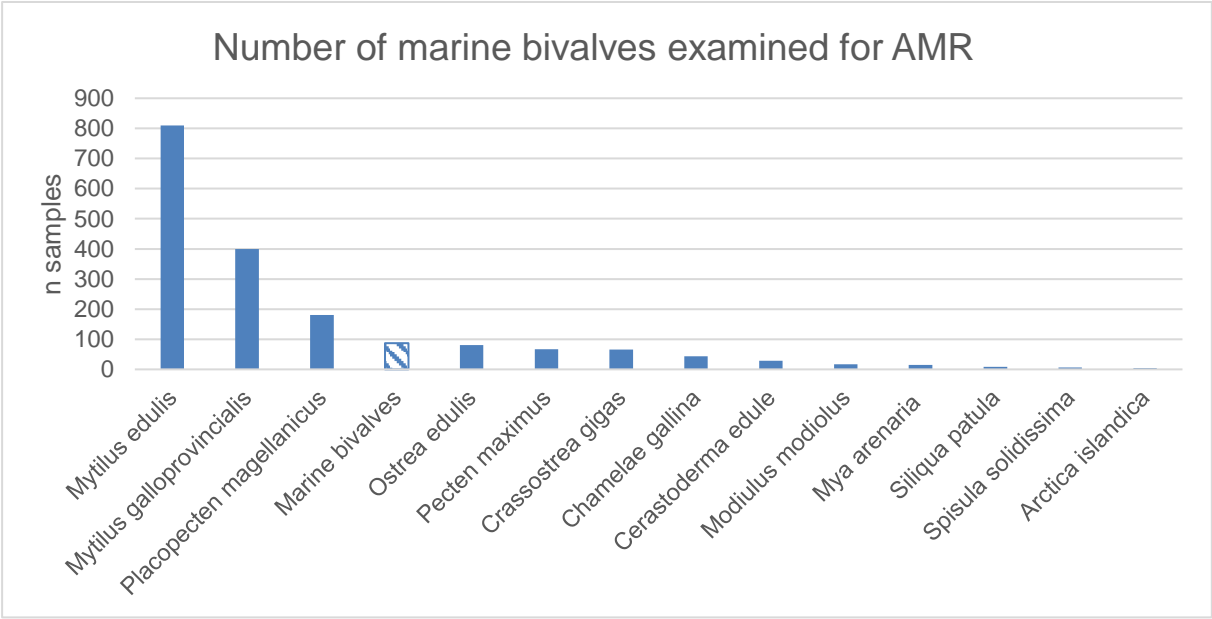 Number of marine bivalves examined for AMR
n samples
900
800
700
600
500
400
300
200
100
0
Mytilus edulis
Mytilus galloprovincialis
Placopecten magellanicus
Marine bivalves
Ostrea edulis
Pecten maximus
Crassostrea gigas
Chamelae gallina
Cerastoderma edule
Modiulus modiolus
Mya arenaria
Siliqua patula
Spisula solidissima
Arctica islandica